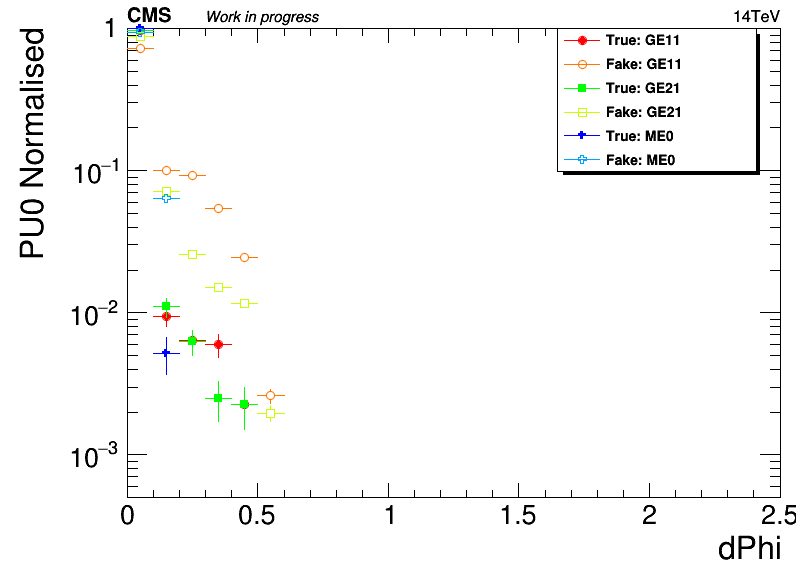 CMS Work in progress 14TeV
PU0 Normalised
1
10−1
10−2
10−3
True: GE11
Fake: GE11
True: GE21
Fake: GE21
True: ME0
Fake: ME0
0 0.5 1 1.5 2 2.5
dPhi